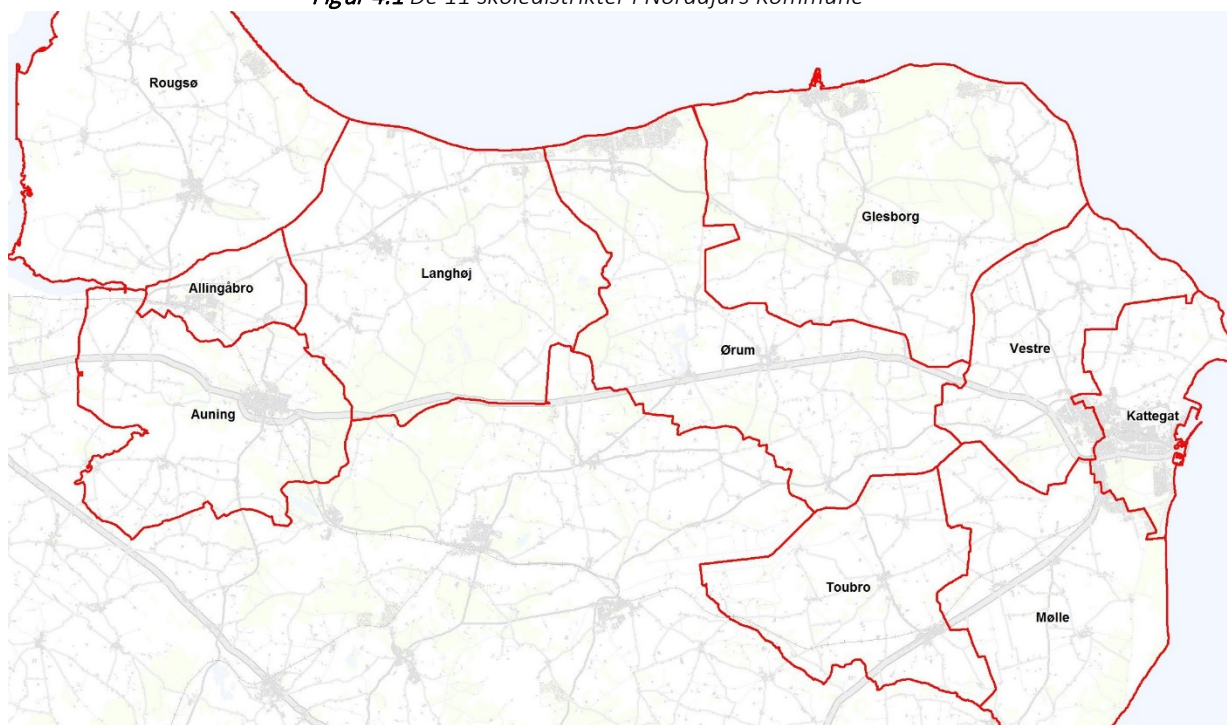 Figur 4.1 De 11 skoledistrikter i Norddjurs Kommune
Rougsø
Glesborg
Langhøj
Allingåbro
Ørum
Vestre
Auning
Kattegat
Toubro
Mølle